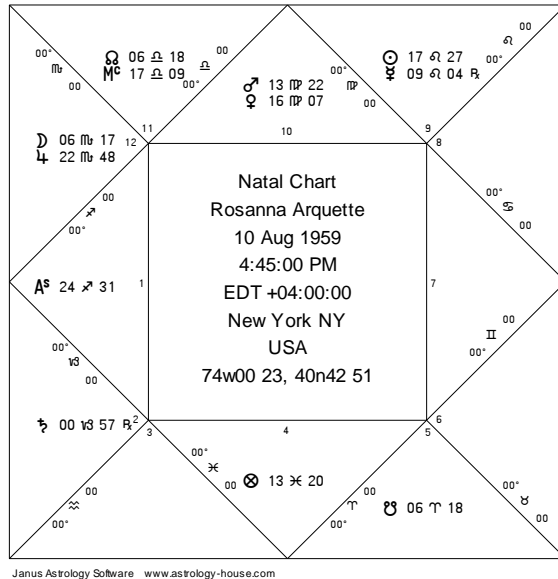 00° ♏ 00
☊ 06 ♎ 18
Mc 17 ♎ 09
00° ♎ 00
♂ 13 ♍ 22
♀ 16 ♍ 07
00° ♍ 00
☉ 17 ♌ 27
☿ 09 ♌ 04 ℞
00° ♌ 00
11
12
10
9
8
☽ 06 ♏ 17
♃ 22 ♏ 48
00° ♐ 00
00° ♋ 00
Natal Chart
Rosanna Arquette
10 Aug 1959
4:45:00 PM
EDT +04:00:00
New York NY
USA
74w00 23, 40n42 51
As 24 ♐ 31
1
7
00° ♑ 00
00° ♊ 00
♄ 00 ♑ 57 ℞
2
3
4
5
6
00° ♒ 00
00° ♓ 00
⊗ 13 ♓ 20
00° ♈ 00
☋ 06 ♈ 18
00° ♉ 00
Janus Astrology Software www.astrology-house.com